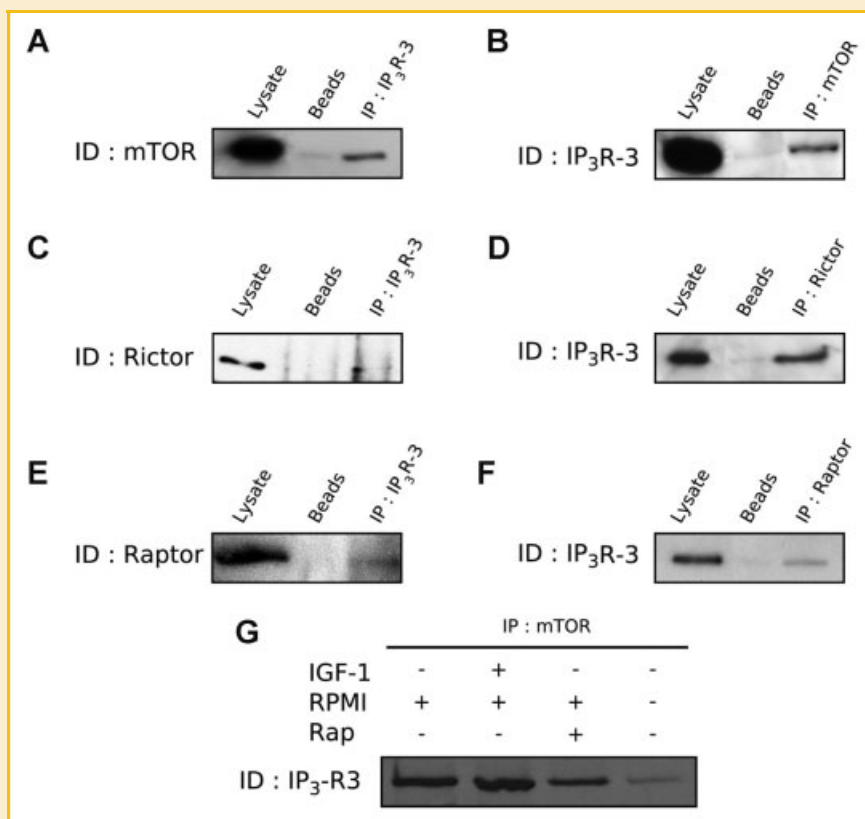 A
Lysate
Beads
IP : IP₃R-3
ID : mTOR
B
Lysate
Beads
IP : mTOR
ID : IP₃R-3
C
Lysate
Beads
IP : IP₃R-3
ID : Rictor
D
Lysate
Beads
IP : Rictor
ID : IP₃R-3
E
Lysate
Beads
IP : IP₃R-3
ID : Raptor
F
Lysate
Beads
IP : Raptor
ID : IP₃R-3
G
IP : mTOR
IGF-1 - + - -
RPMI + + + -
Rap - - + -
ID : IP₃-R3